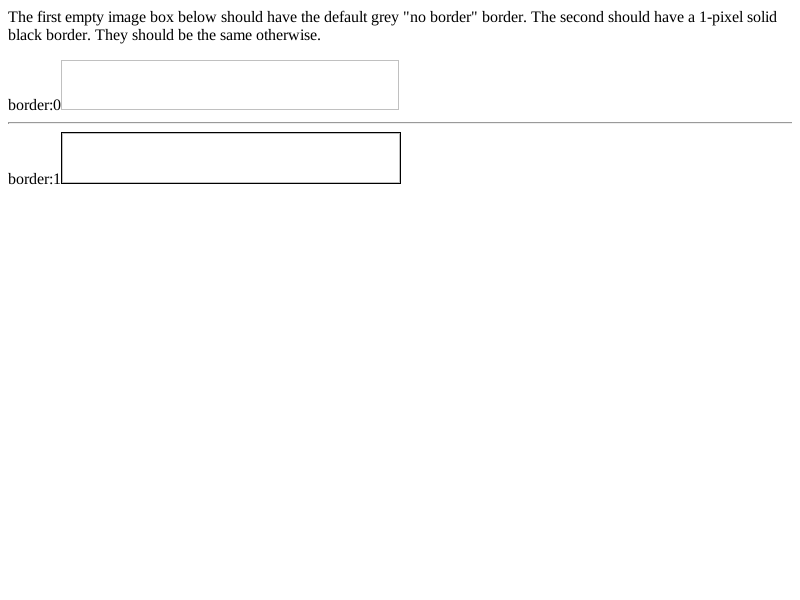 The first empty image box below should have the default grey "no border" border. The second should have a 1-pixel solid
black border. They should be the same otherwise.
border:0
border:1